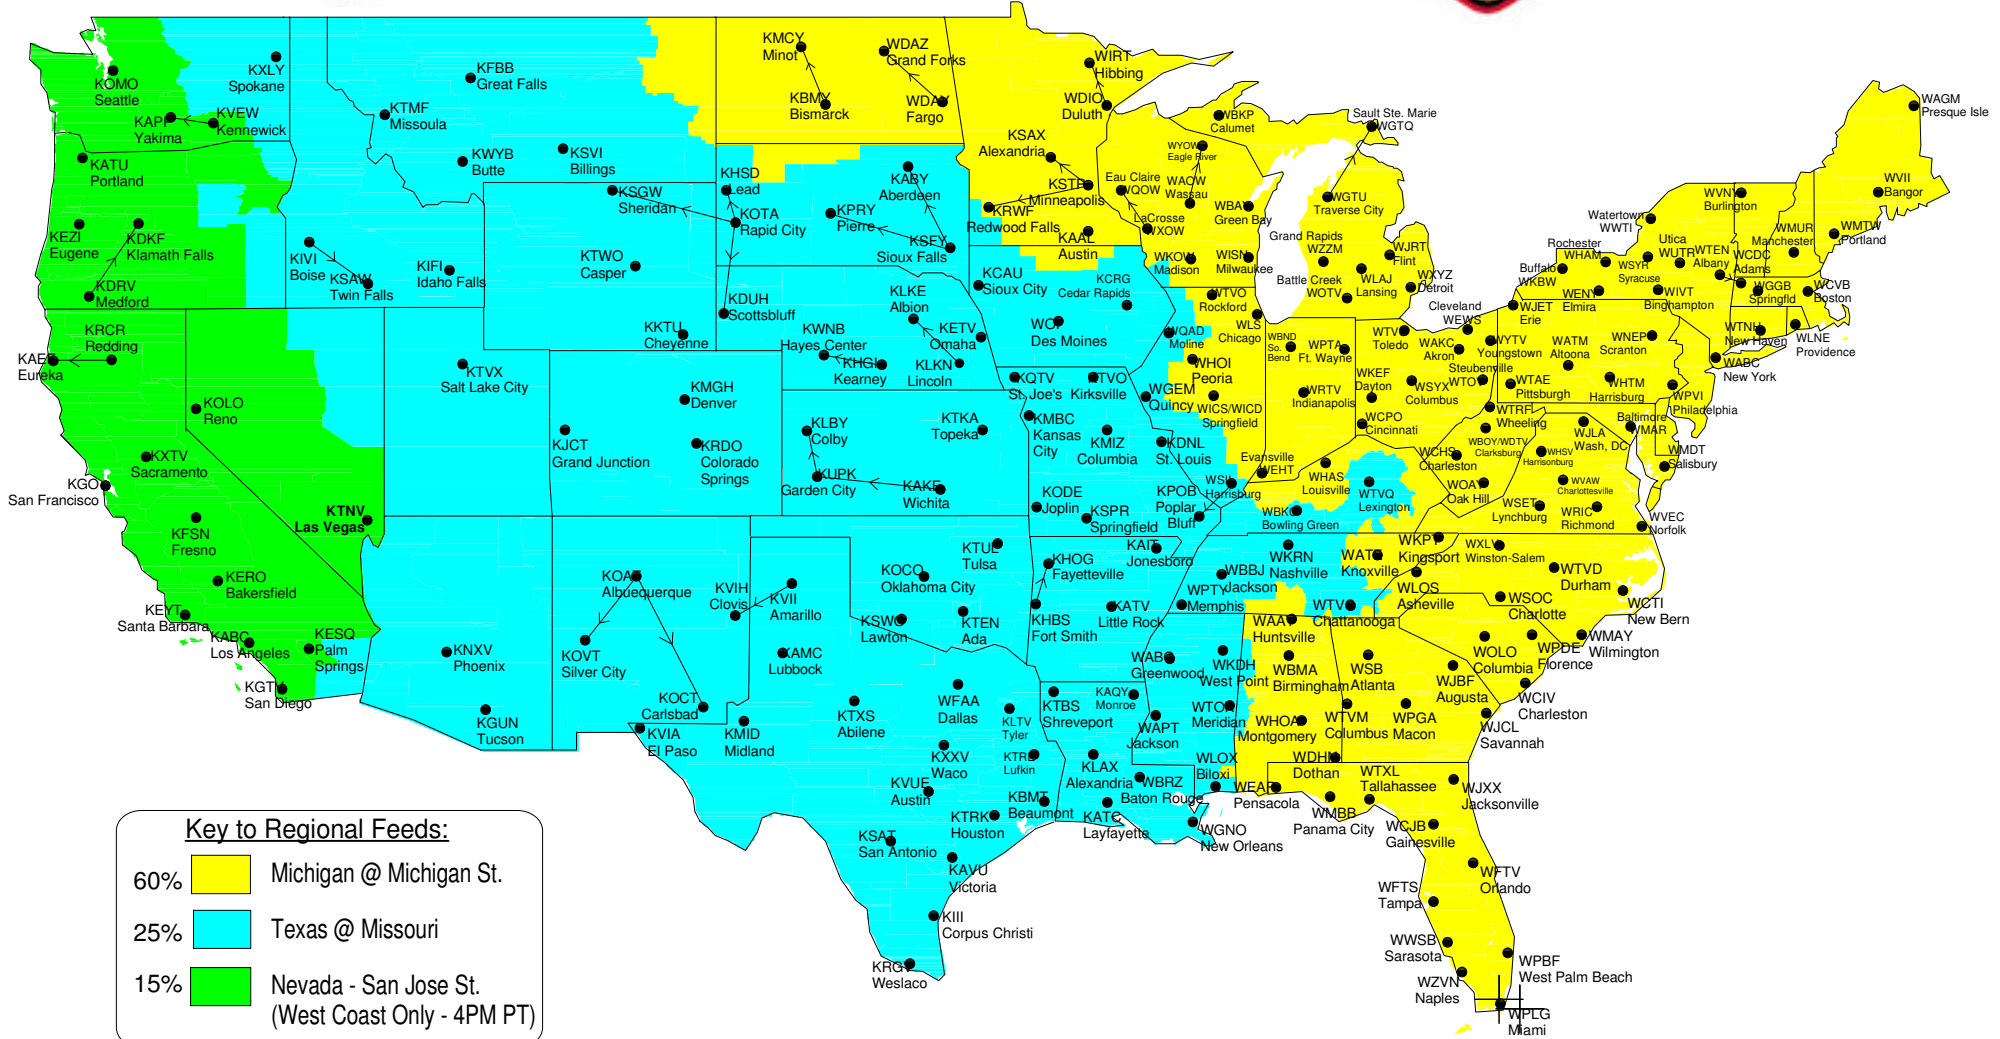 KOMO
Seattle
KXLY
Spokane
KVEW
Kennewick
Yakima
KATU
Portland
KEZI
Eugene
KDKF
Klamath Falls
KDRV
Medford
KFBB
Great Falls
KTMF
Missoula
KWYB
Butte
KSVI
Billings
KIVI
Boise
KSAW
Twin Falls
KIFI
Idaho Falls
KSGW
Sheridan
KTWO
Casper
KKTU
Cheyenne
KMCY
Minot
WDAZ
Grand Forks
KBMY
Bismarck
WDAY
Fargo
KHSD
Lead
KOTA
Rapid City
KABY
Aberdeen
KPRY
Pierre
KSFY
Sioux Falls
KDUH
Scottsbluff
KLKE
Albion
KWNB
Hayes Center
KHGI
Kearney
KETV
Omaha
KLKN
Lincoln
WIRT
Hibbing
WDIO
Duluth
KSAX
Alexandria
KSTP
Minneapolis
KRWF
Redwood Falls
KAAL
Austin
KCAU
Sioux City
KCRG
Cedar Rapids
WOI
Des Moines
WQAD
Moline
WBKP
Calumet
Sault Ste. Marie
WGTQ
WYOW
Eagle River
Eau Claire
WQOW
WAOW
Wassau
LaCrosse
WXOW
WBAY
Green Bay
WKOW
Madison
WISN
Milwaukee
WGTU
Traverse City
Grand Rapids
WZZM
WJRT
Flint
Battle Creek
WOTV
WLAJ
Lansing
WXYZ
Detroit
WTVO
Rockford
WLS
Chicago
WHOI
Peoria
WICS/WICD
Springfield
WGEM
Quincy
WBND
So.
Bend
WPTA
Ft. Wayne
WRTV
Indianapolis
WTVG
Toledo
Cleveland
WEWS
WAKC
Akron
WYTV
Youngstown
Steubenville
WTOV
WKEF
Dayton
WSYX
Columbus
WCPO
Cincinnati
WTRF
Wheeling
WAGM
Presque Isle
WVII
Bangor
WMTW
Portland
WVNY
Burlington
WMUR
Manchester
Watertown
WWTI
Utica
WUTR
WTEN
Albany
WCDC
Adams
Rochester
WHAM
WSYR
Syracuse
Buffalo
WKBW
WENY
Elmira
WIVT
Binghampton
WGGB
Springfld
WCVB
Boston
WJET
Erie
WTNH
New Haven
WLNE
Providence
WABC
New York
WATM
Altoona
WNEP
Scranton
WTAE
Pittsburgh
WHTM
Harrisburg
WPVI
Philadelphia
Baltimore
WMAR
WJLA
Wash, DC
WMDT
Salisbury
WBOY/WDTV
Clarksburg
WHSV
Harrisonburg
WCHS
Charleston
WOAY
Oak Hill
WVAW
Charlottesville
WSET
Lynchburg
WRIC
Richmond
WVEC
Norfolk
KRCR
Redding
KAEF
Eureka
KOLO
Reno
KXTV
Sacramento
KGO
San Francisco
KFSN
Fresno
KTNV
Las Vegas
KERO
Bakersfield
KEYT
Santa Barbara
KABC
Los Angeles
KESQ
Palm
Springs
KGTV
San Diego
KTVX
Salt Lake City
KMGH
Denver
KJCT
Grand Junction
KRDO
Colorado
Springs
KLBY
Colby
KTKA
Topeka
KUPK
Garden City
KAKE
Wichita
KQTV
St. Joe's
KTVO
Kirksville
KMBC
Kansas
City
KMIZ
Columbia
KDNL
St. Louis
KODE
Joplin
KSPR
Springfield
KPOB
Poplar
Bluff
WSIL
Harrisburg
Evansville
WEHT
WHAS
Louisville
WTVQ
Lexington
WBKO
Bowling Green
KNXV
Phoenix
KGUN
Tucson
KOAT
Albuequerque
KOVT
Silver City
KOCT
Carlsbad
KVIH
Clovis
KVII
Amarillo
KAMC
Lubbock
KVIA
El Paso
KMID
Midland
KTXS
Abilene
KOCO
Oklahoma City
KTUL
Tulsa
KSWO
Lawton
KTEN
Ada
WFAA
Dallas
KLTV
Tyler
KXXV
Waco
KTRE
Lufkin
KVUE
Austin
KTRK
Houston
KBMT
Beaumont
KSAT
San Antonio
KAVU
Victoria
KIII
Corpus Christi
KRGV
Weslaco
KHOG
Fayetteville
KAIT
Jonesboro
KHBS
Fort Smith
KATV
Little Rock
KTBS
Shreveport
KAQY
Monroe
KLAX
Alexandria
KATC
Layfayette
WBRZ
Baton Rouge
WGNO
New Orleans
WABG
Greenwood
WKDH
West Point
WTOK
Meridian
WAPT
Jackson
WLOX
Biloxi
WBBJ
Jackson
WPTY
Memphis
WKRN
Nashville
WATE
Knoxville
WKPT
Kingsport
WTVC
Chattanooga
WAAY
Huntsville
WBMA
Birmingham
WHOA
Montgomery
WDHN
Dothan
WEAR
Pensacola
WSB
Atlanta
WTVM
Columbus
WPGA
Macon
WJBF
Augusta
WJCL
Savannah
WXLV
Winston-Salem
WTVD
Durham
WLOS
Asheville
WSOC
Charlotte
WCTI
New Bern
WMAY
Wilmington
WOLO
Columbia
WPDE
Florence
WCIV
Charleston
WTXL
Tallahassee
WMBB
Panama City
WJXX
Jacksonville
WCJB
Gainesville
WFTV
Orlando
WFTS
Tampa
WWSB
Sarasota
WPBF
West Palm Beach
WZVN
Naples
WPLG
Miami
Key to Regional Feeds:
60% Michigan @ Michigan St.
25% Texas @ Missouri
15% Nevada - San Jose St.
(West Coast Only - 4PM PT)